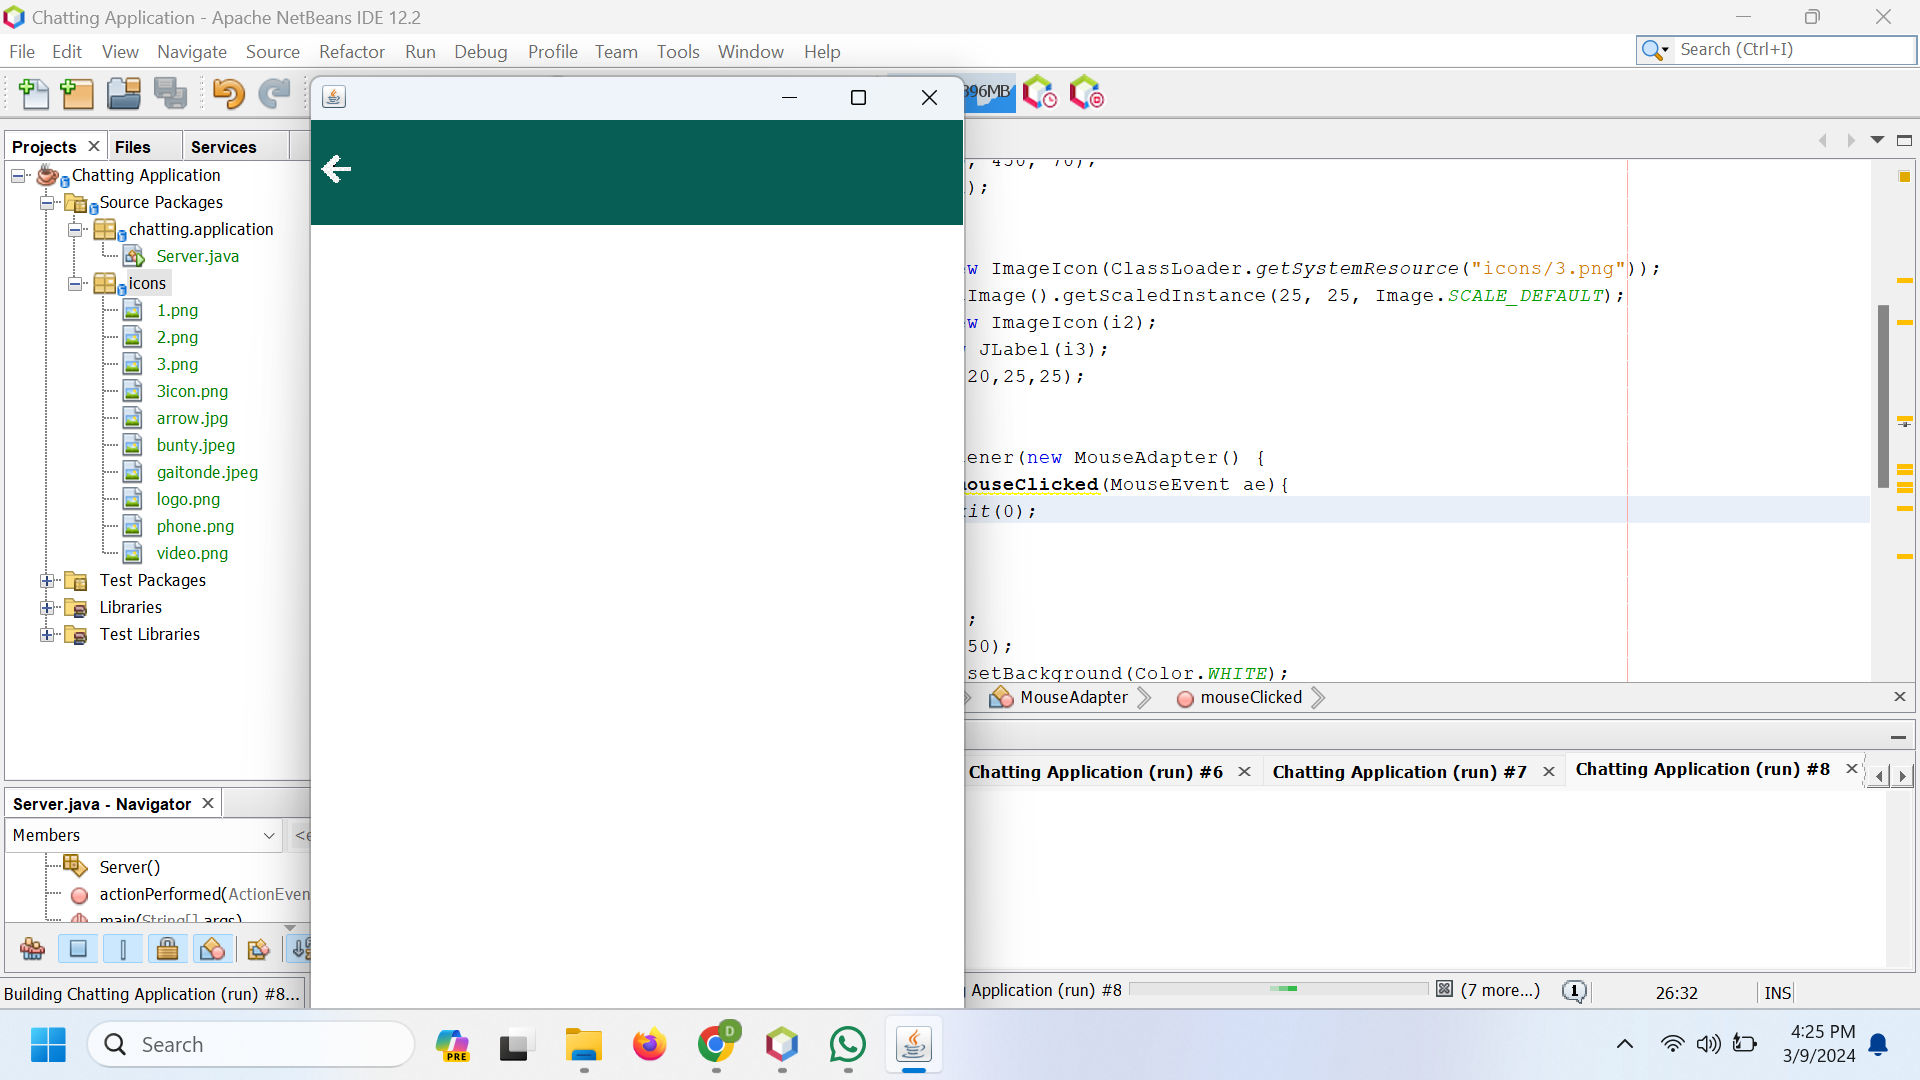 Chatting Application - Apache NetBeans IDE 12.2
File Edit View Navigate Source Refactor Run Debug Profile Team Tools Window Help
Search (Ctrl+I)
396MB
Projects Files Services
Chatting Application
Source Packages
chatting.application
Server.java
icons
1.png
2.png
3.png
3icon.png
arrow.jpg
bunty.jpeg
gaitonde.jpeg
logo.png
phone.png
video.png
Test Packages
Libraries
Test Libraries
, 450, 70);
);
w ImageIcon(ClassLoader.getSystemResource("icons/3.png"));
Image().getScaledInstance(25, 25, Image.SCALE_DEFAULT);
w ImageIcon(i2);
JLabel(i3);
20,25,25);
ener(new MouseAdapter() {
mouseClicked(MouseEvent ae){
it(0);
;
50);
setBackground(Color.WHITE);
MouseAdapter mouseClicked
Chatting Application (run) #6 Chatting Application (run) #7 Chatting Application (run) #8
Server.java - Navigator
Members <e
Server()
actionPerformed(ActionEven
main(String[] args)
Building Chatting Application (run) #8...
Application (run) #8 (7 more...) 1 26:32 INS
Search
PRE
D
4:25 PM
3/9/2024